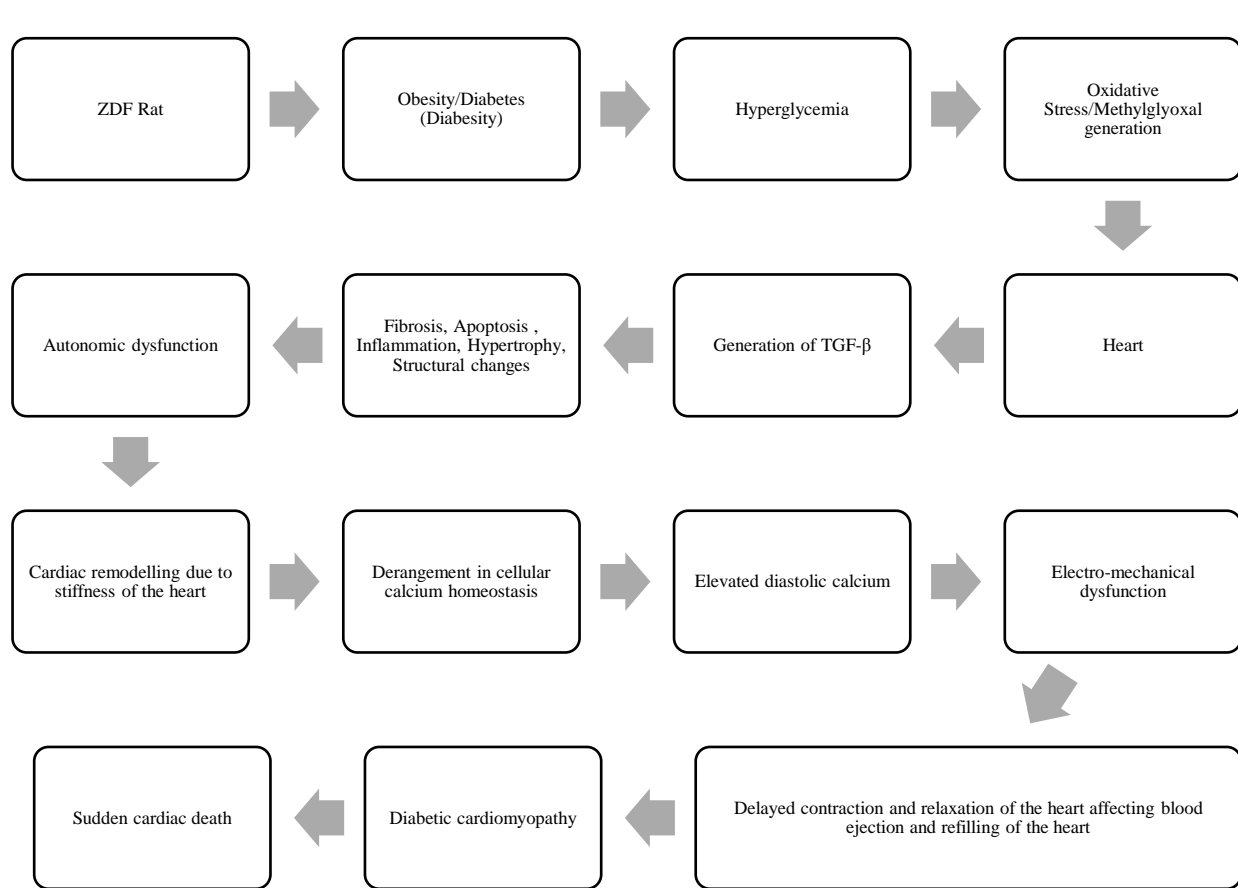 ZDF Rat
Obesity/Diabetes
(Diabesity)
Hyperglycemia
Oxidative
Stress/Methylglyoxal
generation
Heart
Generation of TGF-β
Fibrosis, Apoptosis ,
Inflammation, Hypertrophy,
Structural changes
Autonomic dysfunction
Cardiac remodelling due to
stiffness of the heart
Derangement in cellular
calcium homeostasis
Elevated diastolic calcium
Electro-mechanical
dysfunction
Delayed contraction and relaxation of the heart affecting blood
ejection and refilling of the heart
Diabetic cardiomyopathy
Sudden cardiac death